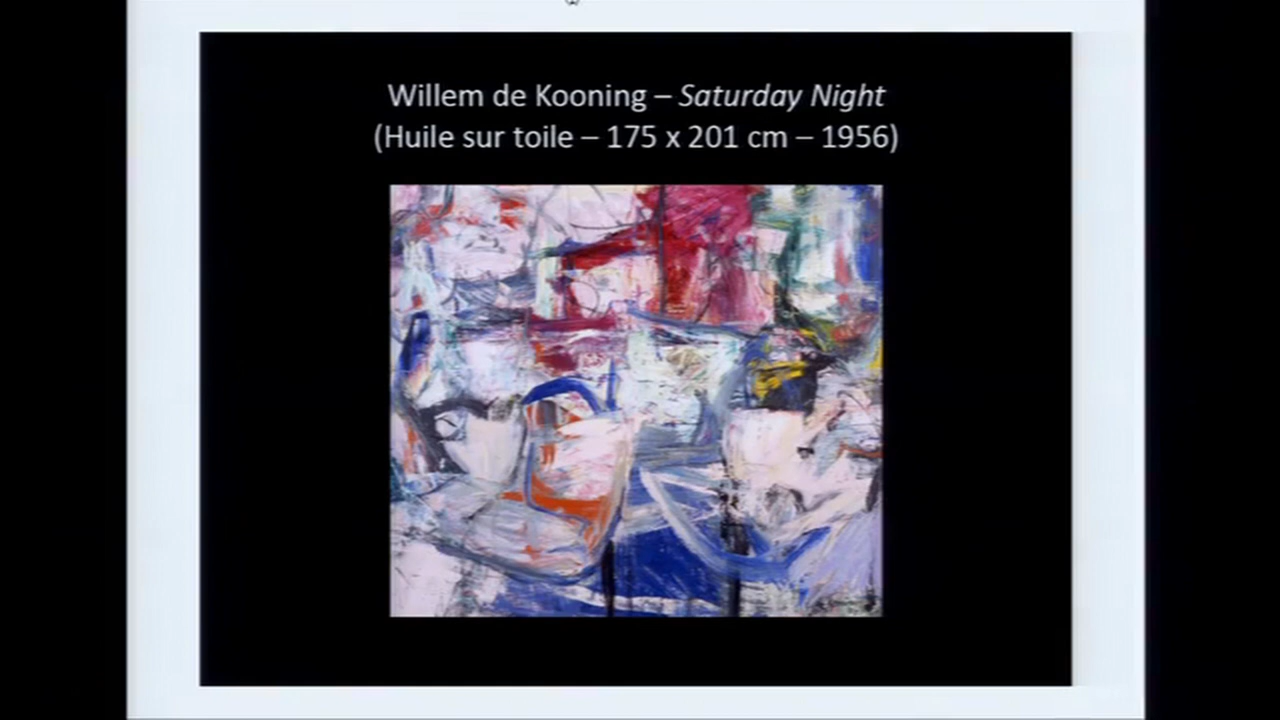 Willem de Kooning – Saturday Night
(Huile sur toile – 175 x 201 cm – 1956)